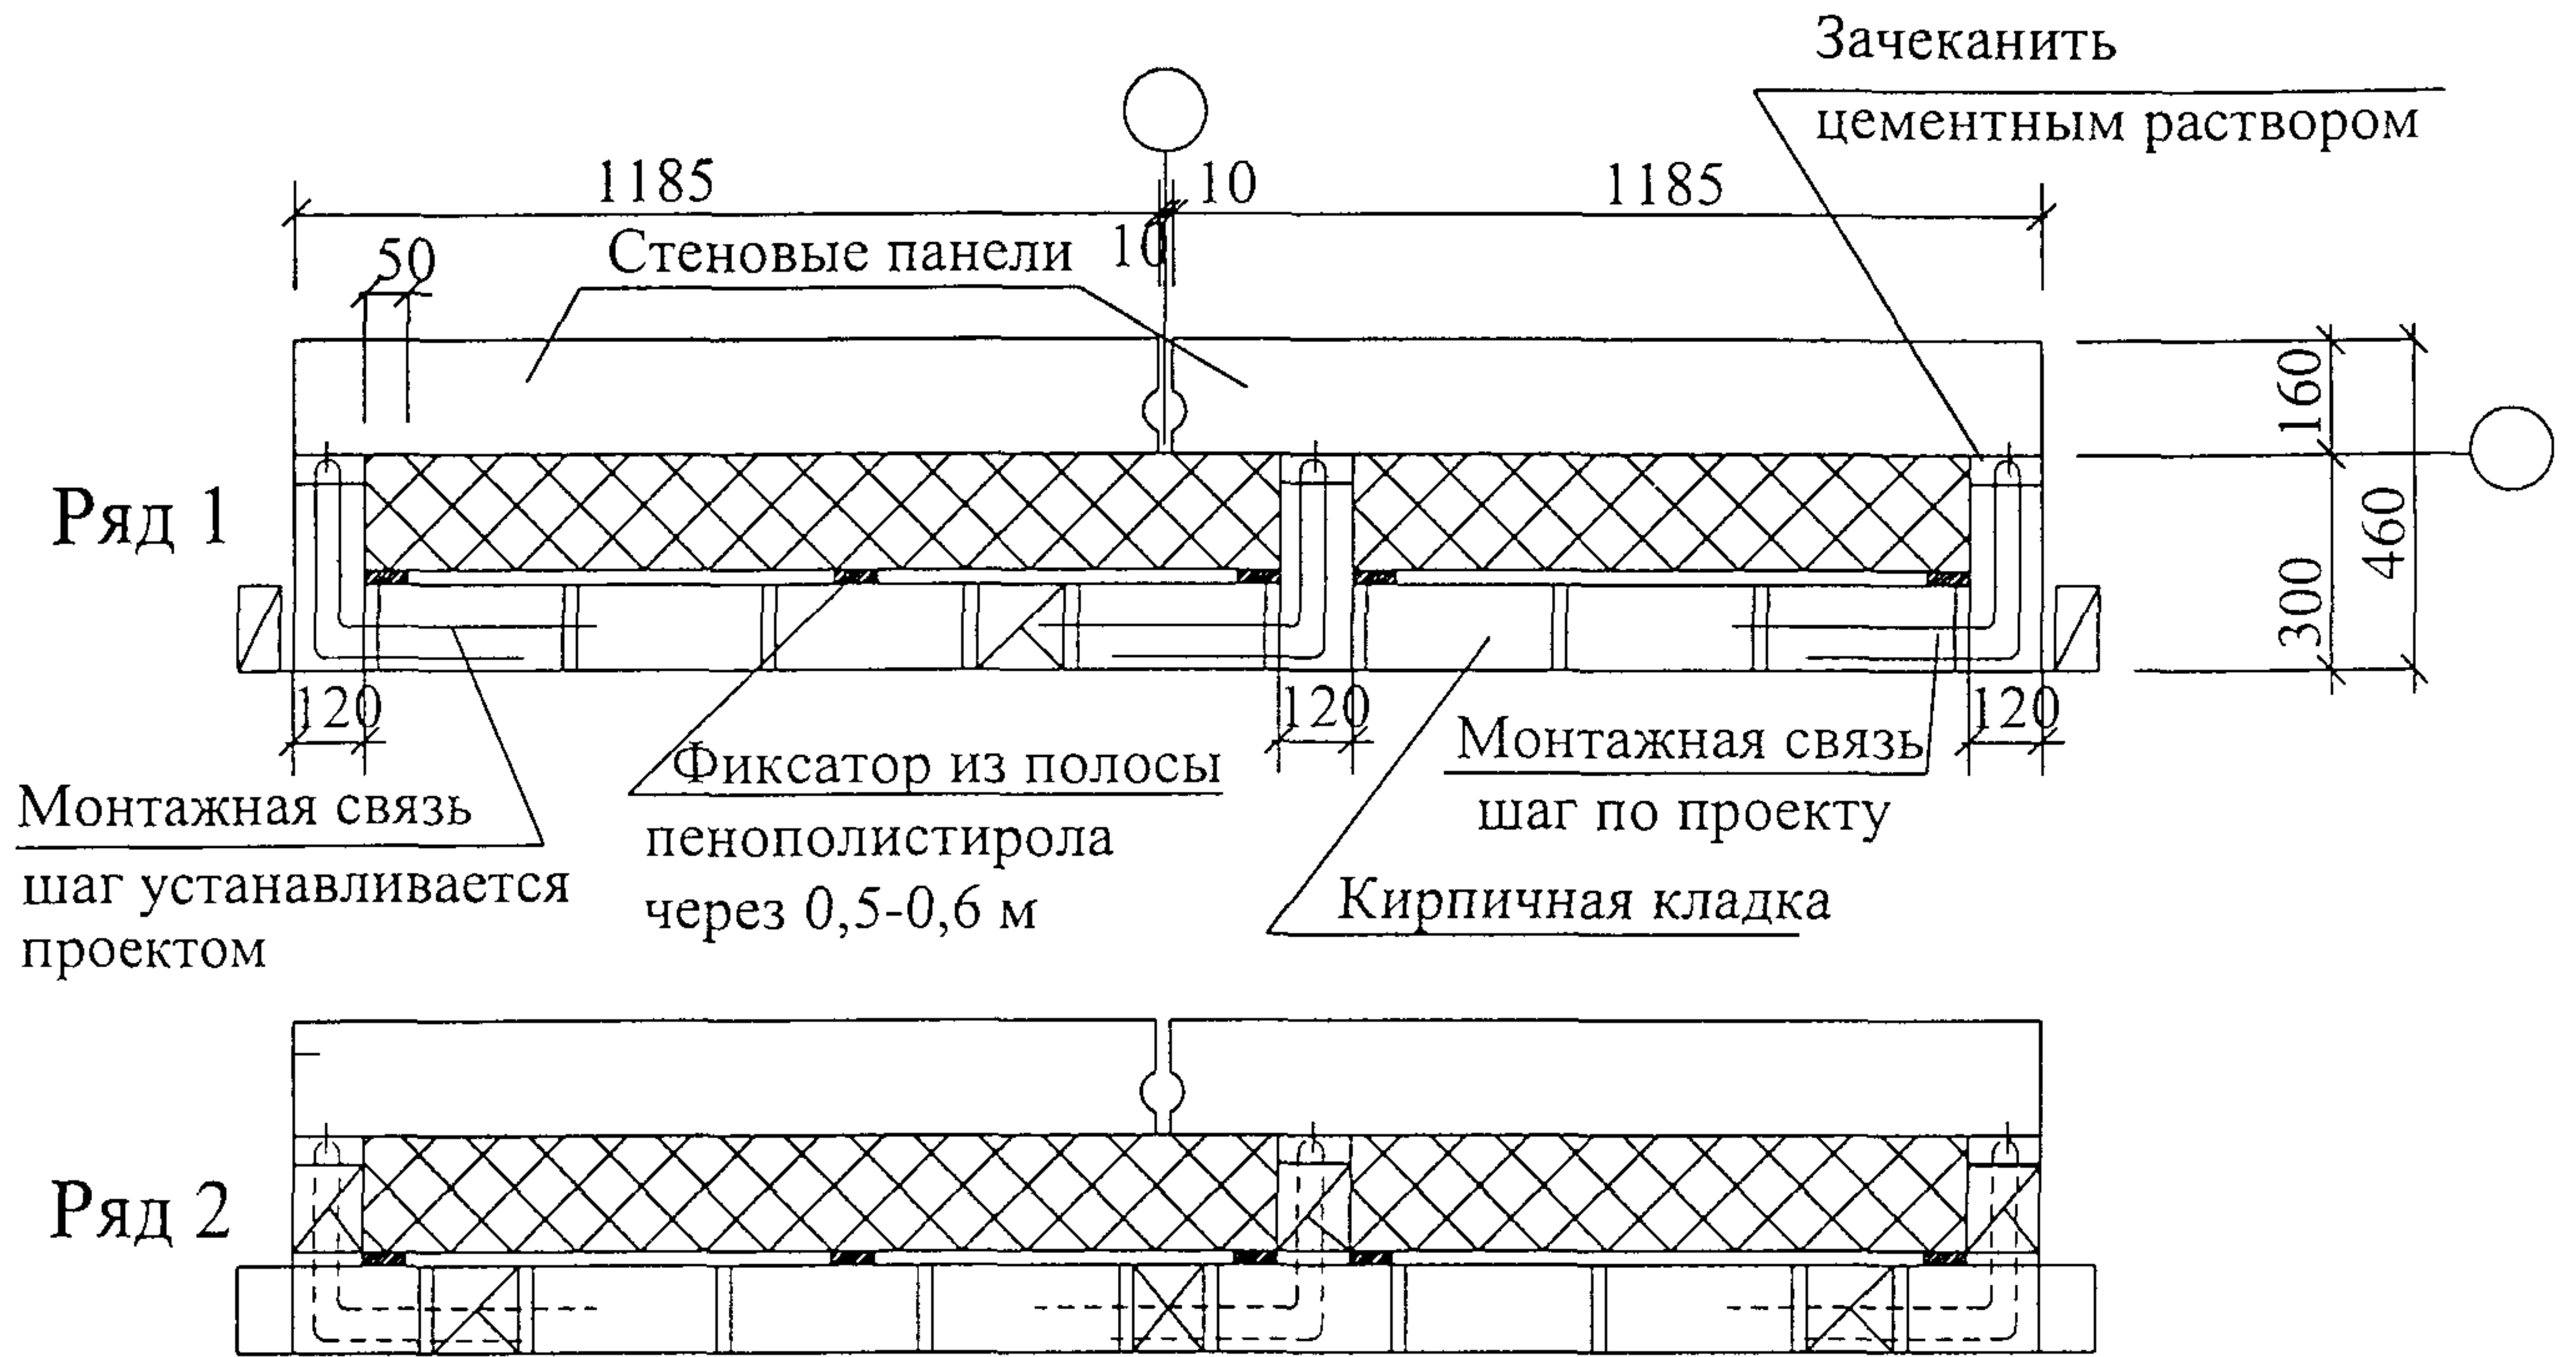 Зачеканить
цементным раствором
1185
10
1185
10
50
Стеновые панели
160
460
300
Ряд 1
120
120
120
Монтажная связь
шаг устанавливается
проектом
Фиксатор из полосы
пенополистирола
через 0,5-0,6 м
Монтажная связь
шаг по проекту
Кирпичная кладка
Ряд 2